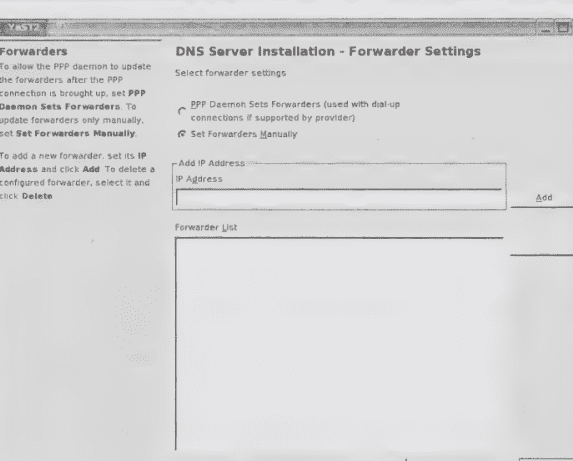 YaST2
Forwarders
To allow the PPP daemon to update
the forwarders after the PPP
connection is brought up, set PPP
Daemon Sets Forwarders. To
update forwarders only manually,
set Set Forwarders Manually.
To add a new forwarder, set its IP
Address and click Add To delete a
configured forwarder, select it and
click Delete
DNS Server Installation - Forwarder Settings
Select forwarder settings
PPP Daemon Sets Forwarders (used with dial-up
connections if supported by provider)
Set Forwarders Manually
Add IP Address
IP Address
Add
Forwarder List